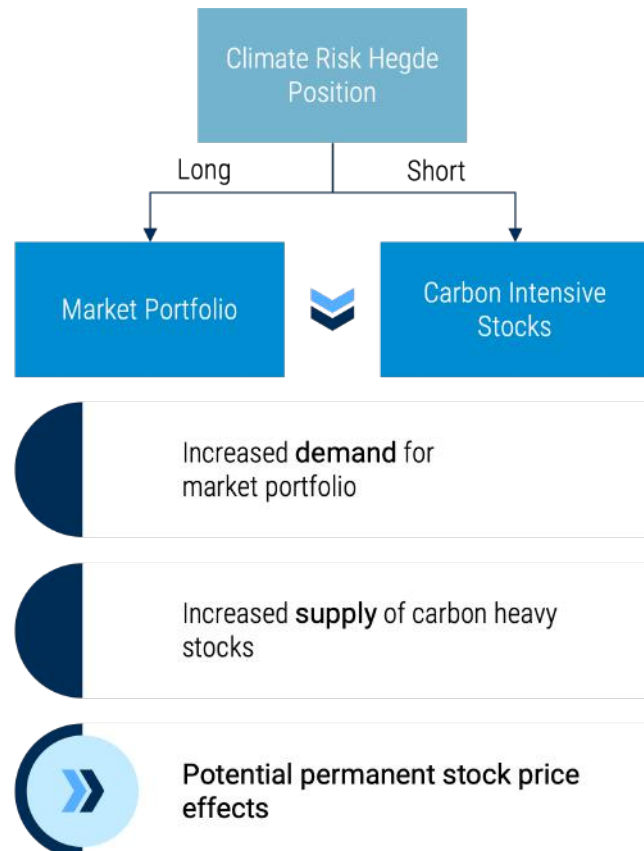 Climate Risk Hegde
Position
Long
Short
Market Portfolio
Carbon Intensive
Stocks
Increased demand for
market portfolio
Increased supply of carbon heavy
stocks
Potential permanent stock price
effects